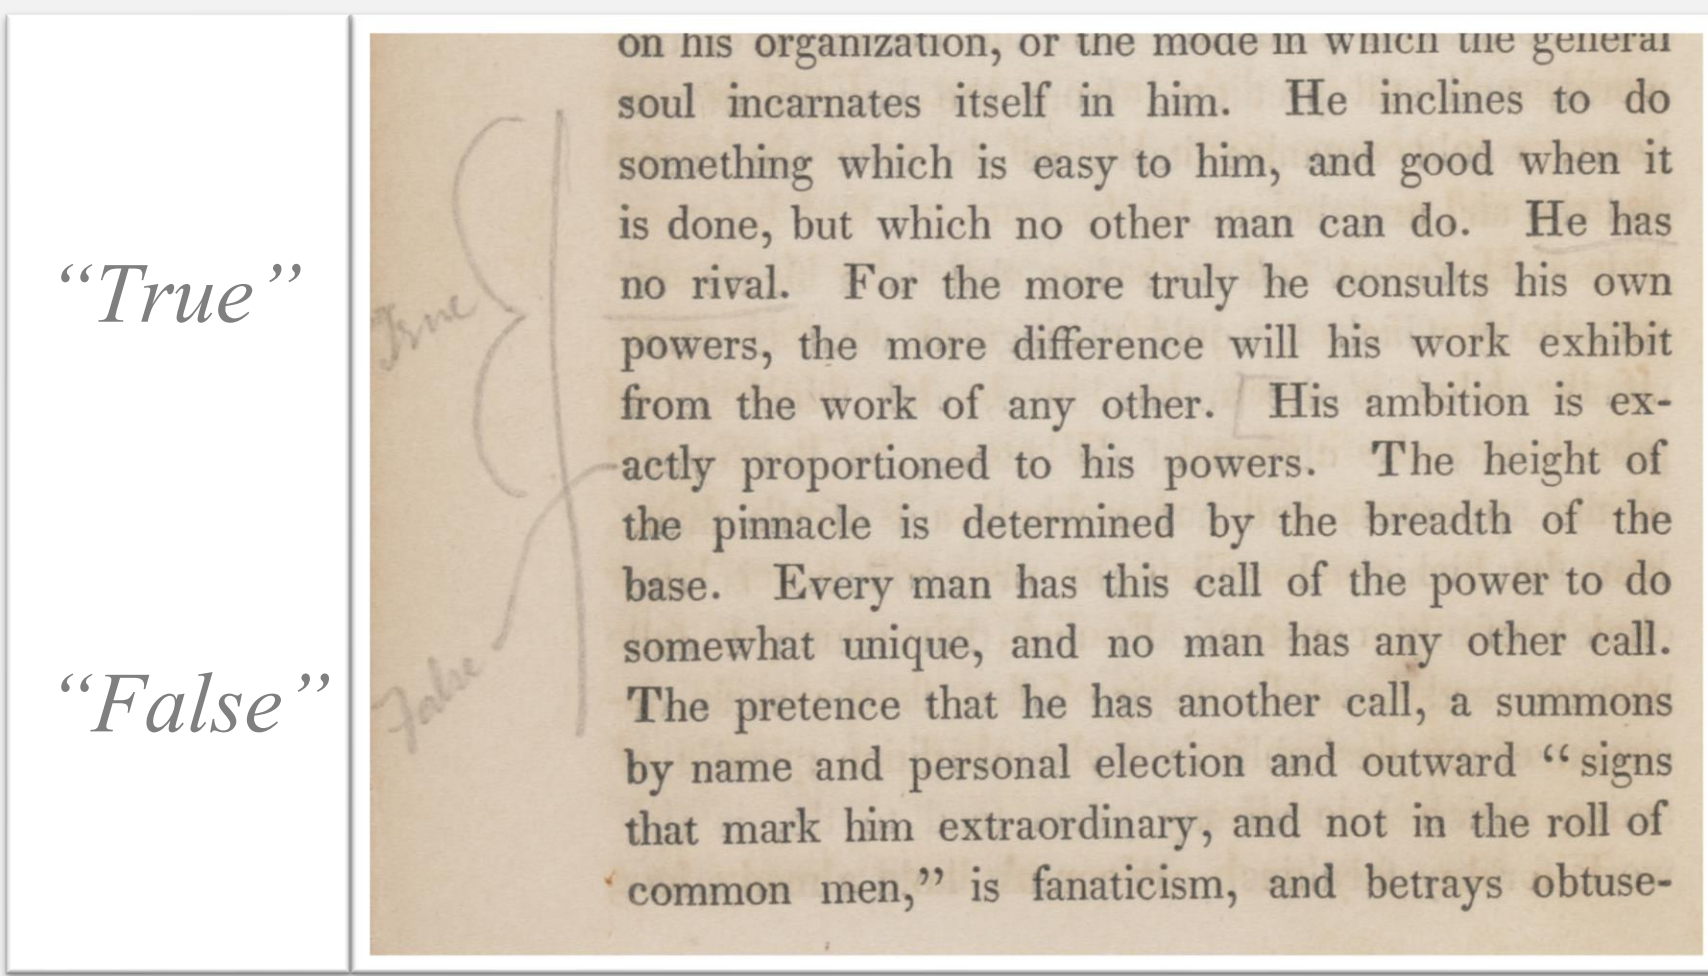 on his organization, or the mode in which the general
soul incarnates itself in him. He inclines to do
something which is easy to him, and good when it
is done, but which no other man can do. He has
“True”
True
no rival. For the more truly he consults his own
powers, the more difference will his work exhibit
from the work of any other. [His ambition is ex-
actly proportioned to his powers. The height of
the pinnacle is determined by the breadth of the
base. Every man has this call of the power to do
somewhat unique, and no man has any other call.
“False”
False
The pretence that he has another call, a summons
by name and personal election and outward “signs
that mark him extraordinary, and not in the roll of
common men,” is fanaticism, and betrays obtuse-